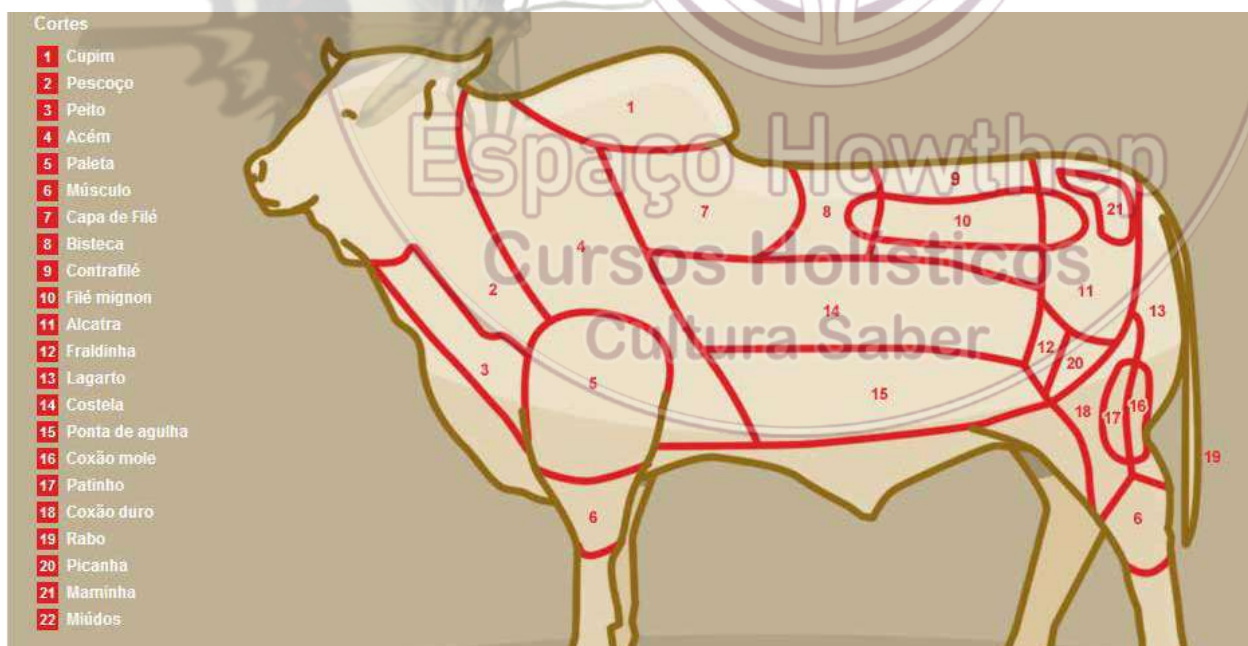 Cortes
1 Cupim
2 Pescoço
3 Peito
4 Acém
5 Paleta
6 Músculo
7 Capa de Filé
8 Bisteca
9 Contrafilé
10 Filé mignon
11 Alcatra
12 Fraldinha
13 Lagarto
14 Costela
15 Ponta de agulha
16 Coxão mole
17 Patinho
18 Coxão duro
19 Rabo
20 Picanha
21 Maminha
22 Miúdos
Espaço Howthep
Cursos Holísticos
Cultura Saber
1
9
21
7
8
10
4
2
11
14
13
12
20
3
5
15
16
18
17
19
6
6